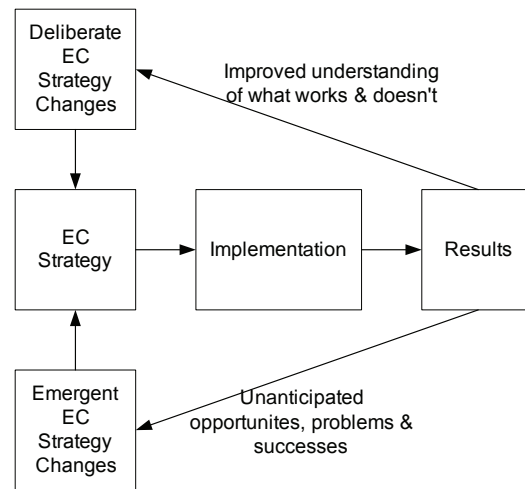 Deliberate
EC
Strategy
Changes
Improved understanding
of what works & doesn't
EC
Strategy
Implementation
Results
Emergent
EC
Strategy
Changes
Unanticipated
opportunites, problems &
successes